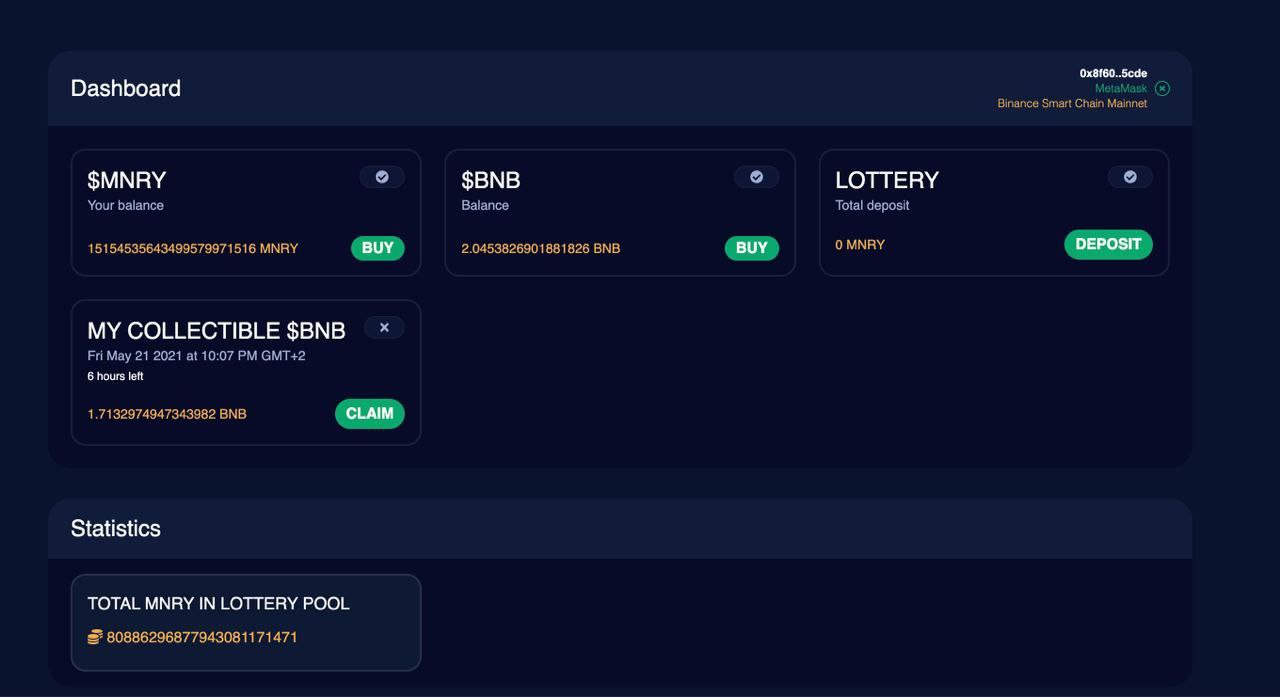 Dashboard
0x8f60..5cde
MetaMask
Binance Smart Chain Mainnet
$MNRY
Your balance
15154535643499579971516 MNRY
BUY
$BNB
Balance
2.0453826901881826 BNB
BUY
LOTTERY
Total deposit
0 MNRY
DEPOSIT
MY COLLECTIBLE $BNB
Fri May 21 2021 at 10:07 PM GMT+2
6 hours left
1.7132974947343982 BNB
CLAIM
Statistics
TOTAL MNRY IN LOTTERY POOL
80886296877943081171471